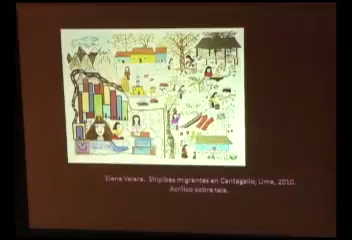 Elena Valera. Shipibas migrantes en Cantagallo, Lima, 2010.
Acrílico sobre tela.